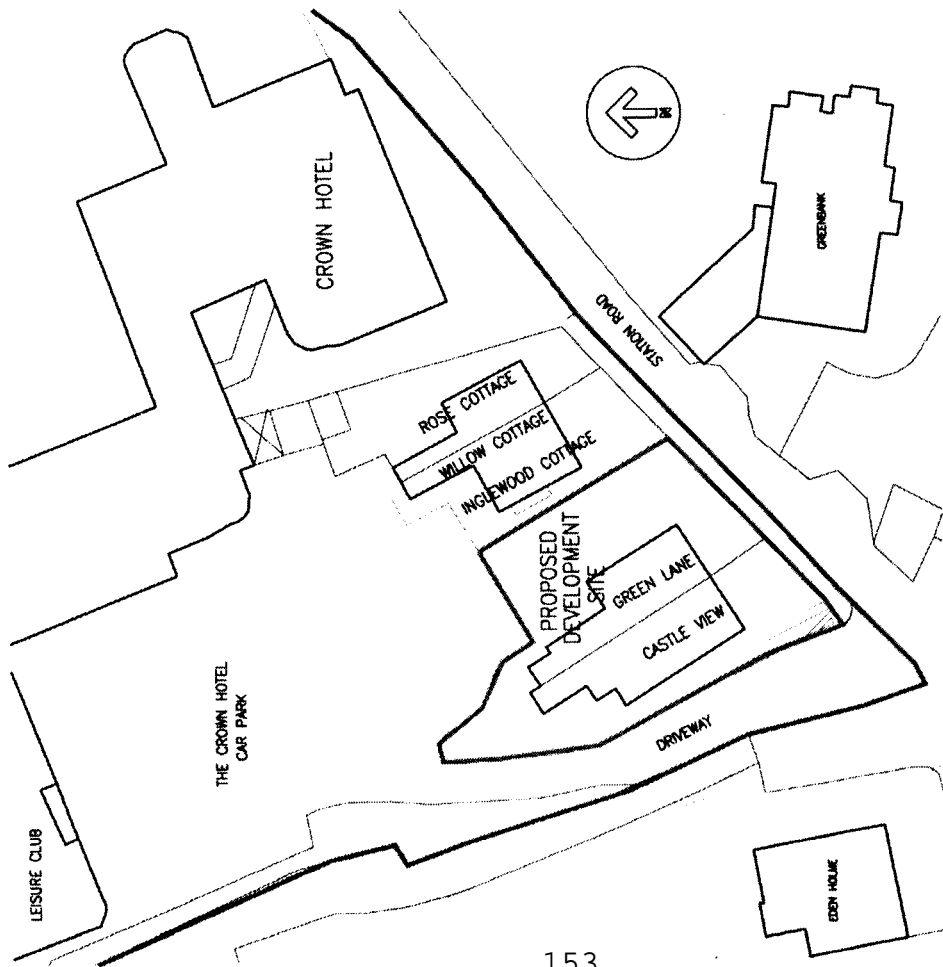 CROWN HOTEL
GREENBANK
STATION ROAD
ROSE COTTAGE
WILLOW COTTAGE
INGLEWOOD COTTAGE
PROPOSED
DEVELOPMENT
SITE
GREEN LANE
CASTLE VIEW
THE CROWN HOTEL
CAR PARK
DRIVEWAY
LEISURE CLUB
EDEN HOLME
153